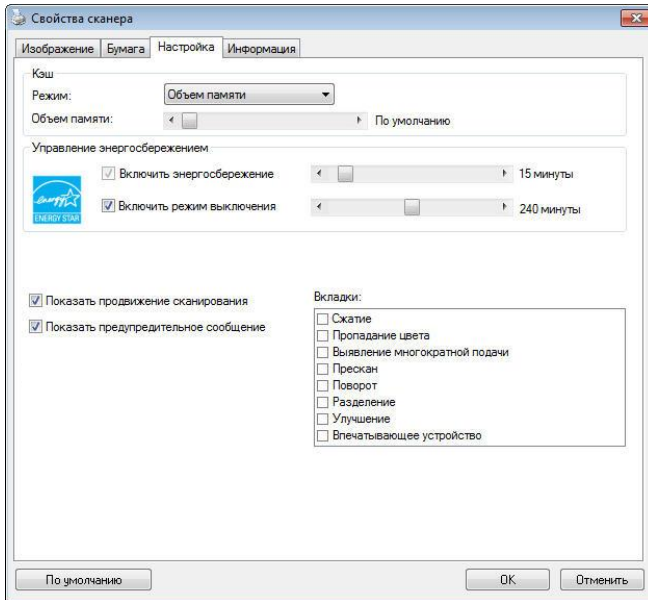 Свойства сканера
Изображение Бумага Настройка Информация
Кэш
Режим: Объем памяти
Объем памяти: По умолчанию
Управление энергосбережением
Включить энергосбережение 15 минуты
Включить режим выключения 240 минуты
energy
ENERGY STAR
Показать продвижение сканирования
Показать предупредительное сообщение
Вкладки:
Сжатие
Пропадание цвета
Выявление многократной подачи
Прескан
Поворот
Разделение
Улучшение
Впечатывающее устройство
По умолчанию OK Отменить